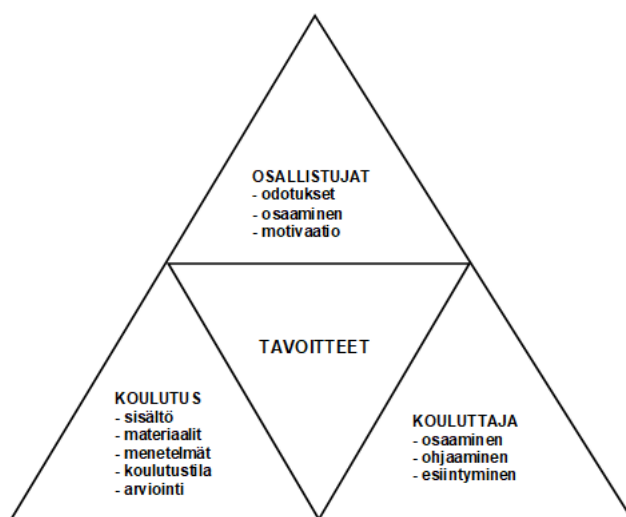 OSALLISTUJAT
- odotukset
- osaaminen
- motivaatio
TAVOITTEET
KOULUTUS
- sisältö
- materiaalit
- menetelmät
- koulutustila
- arviointi
KOULUTTAJA
- osaaminen
- ohjaaminen
- esiintyminen